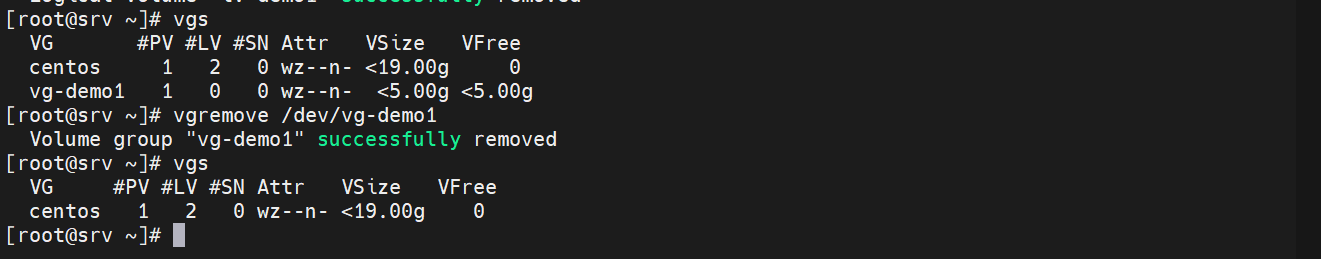 successfully removed
[root@srv ~]# vgs
  VG       #PV #LV #SN Attr   VSize   VFree
  centos     1   2   0 wz--n- <19.00g     0
  vg-demo1   1   0   0 wz--n-  <5.00g <5.00g
[root@srv ~]# vgremove /dev/vg-demo1
  Volume group "vg-demo1" successfully removed
[root@srv ~]# vgs
  VG     #PV #LV #SN Attr   VSize   VFree
  centos   1   2   0 wz--n- <19.00g    0
[root@srv ~]#